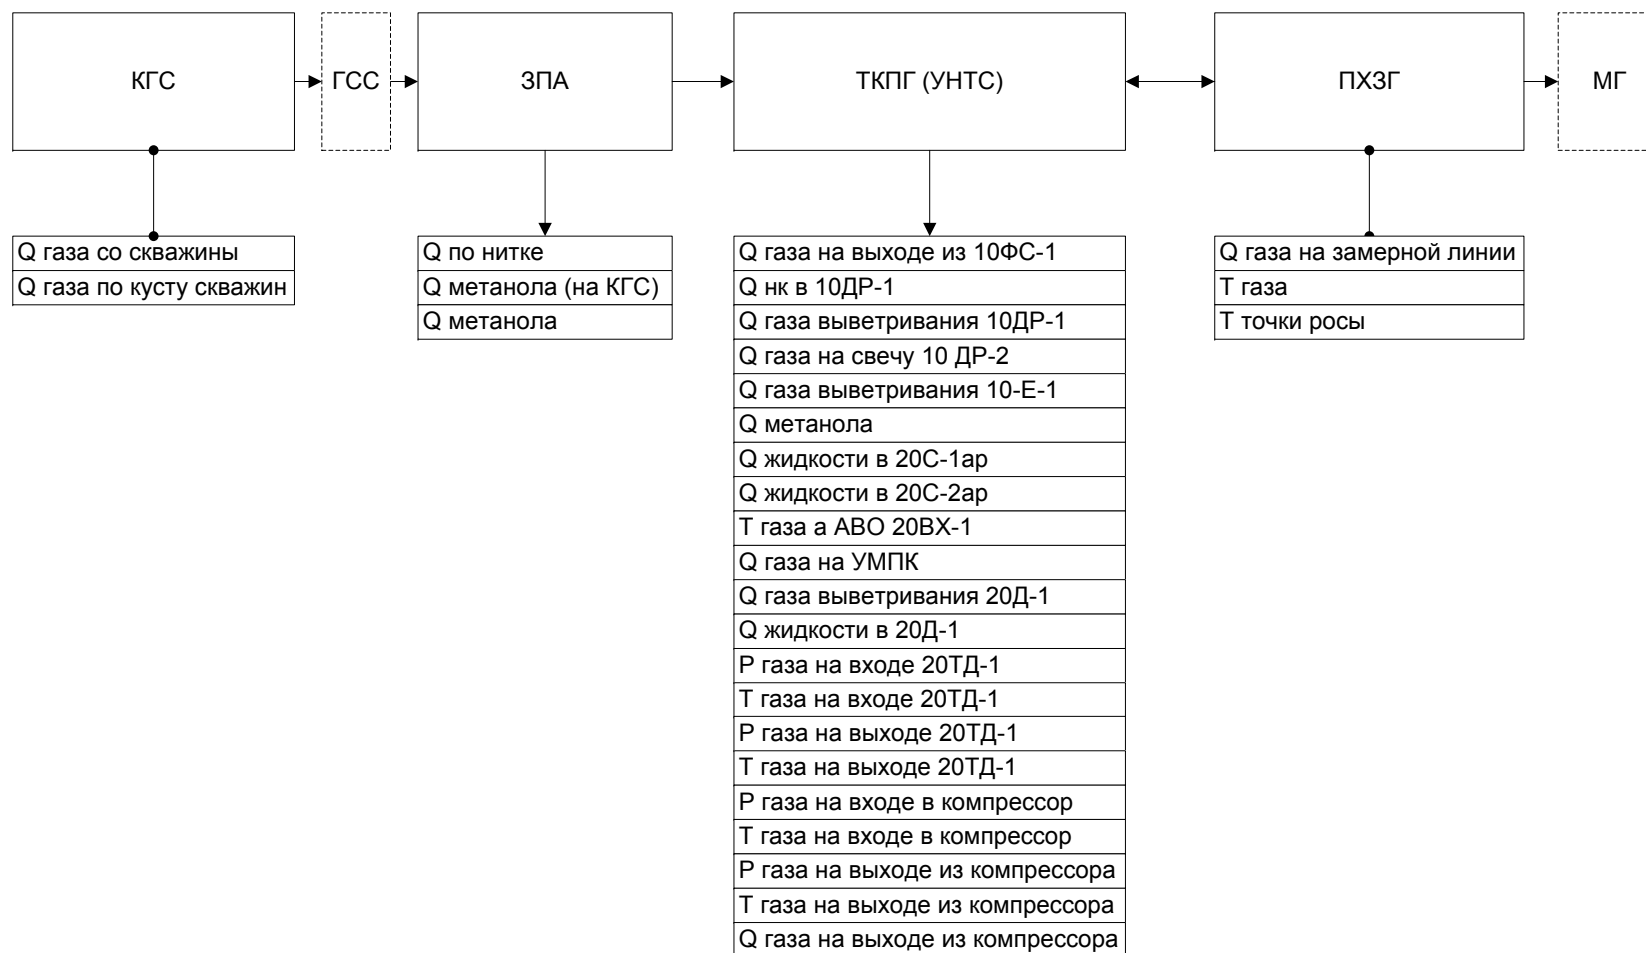 КГС
ГСС
ЗПА
ТКПГ (УНТС)
ПХЗГ
МГ
Q газа со скважины
Q газа по кусту скважин
Q по нитке
Q метанола (на КГС)
Q метанола
Q газа на выходе из 10ФС-1
Q нк в 10ДР-1
Q газа выветривания 10ДР-1
Q газа на свечу 10 ДР-2
Q газа выветривания 10-Е-1
Q метанола
Q жидкости в 20С-1ар
Q жидкости в 20С-2ар
Т газа а АВО 20ВХ-1
Q газа на УМПК
Q газа выветривания 20Д-1
Q жидкости в 20Д-1
Р газа на входе 20ТД-1
Т газа на входе 20ТД-1
Р газа на выходе 20ТД-1
Т газа на выходе 20ТД-1
Р газа на входе в компрессор
Т газа на входе в компрессор
Р газа на выходе из компрессора
Т газа на выходе из компрессора
Q газа на выходе из компрессора
Q газа на замерной линии
Т газа
Т точки росы